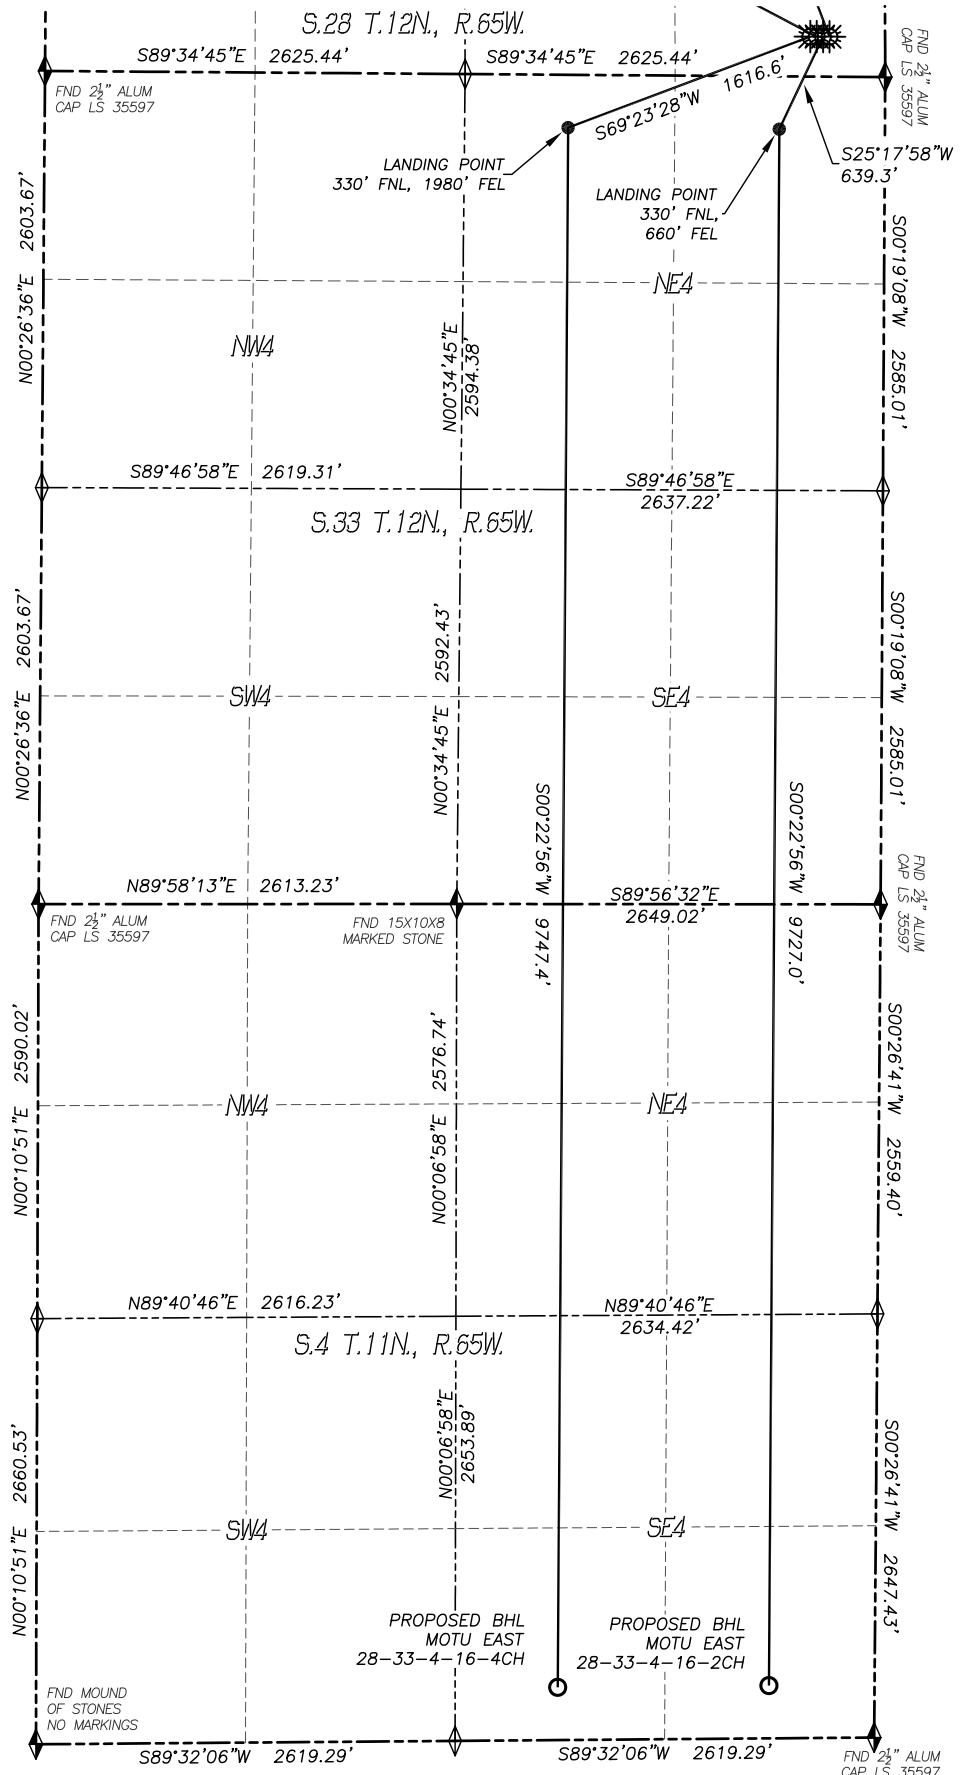 S.28 T.12N., R.65W.
S89°34'45"E 2625.44'
S89°34'45"E 2625.44'
FND 2½" ALUM
CAP LS 35597
FND 2½" ALUM
CAP LS 35597
S69°23'28"W 1616.6'
S25°17'58"W
639.3'
LANDING POINT
330' FNL, 1980' FEL
LANDING POINT
330' FNL,
660' FEL
N00°26'36"E 2603.67'
S00°19'08"W 2585.01'
NE4
NW4
N00°34'45"E
2594.38'
S89°46'58"E 2619.31'
S89°46'58"E
2637.22'
S.33 T.12N., R.65W.
N00°26'36"E 2603.67'
N00°34'45"E 2592.43'
S00°19'08"W 2585.01'
SW4
SE4
S00°22'56"W 9747.4'
S00°22'56"W 9727.0'
N89°58'13"E 2613.23'
S89°56'32"E
2649.02'
FND 2½" ALUM
CAP LS 35597
FND 15X10X8
MARKED STONE
FND 2½" ALUM
CAP LS 35597
N00°10'51"E 2590.02'
N00°06'58"E 2576.74'
S00°26'41"W 2559.40'
NW4
NE4
N89°40'46"E 2616.23'
N89°40'46"E
2634.42'
S.4 T.11N., R.65W.
N00°10'51"E 2660.53'
N00°06'58"E
2653.89'
S00°26'41"W 2647.43'
SW4
SE4
PROPOSED BHL
MOTU EAST
28-33-4-16-4CH
PROPOSED BHL
MOTU EAST
28-33-4-16-2CH
FND MOUND
OF STONES
NO MARKINGS
S89°32'06"W 2619.29'
S89°32'06"W 2619.29'
FND 2½" ALUM
CAP LS 35597